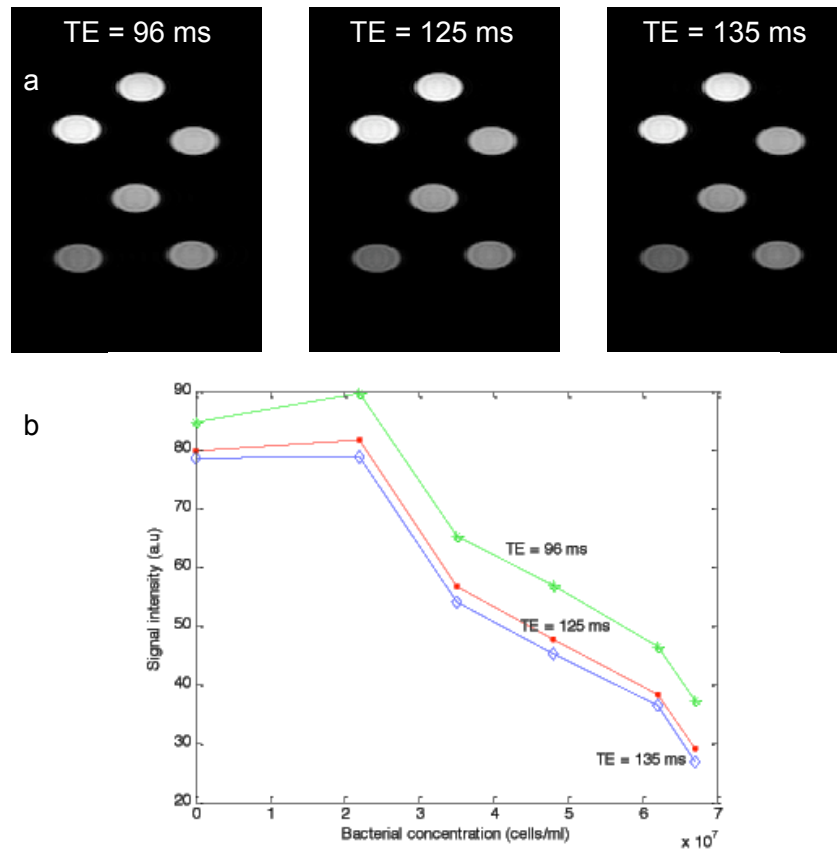 TE = 96 ms
TE = 125 ms
TE = 135 ms
a
b
90
80
70
60
50
40
30
20
Signal intensity (a.u)
TE = 96 ms
TE = 125 ms
TE = 135 ms
0 1 2 3 4 5 6 7
Bacterial concentration (cells/ml)
x 10⁷